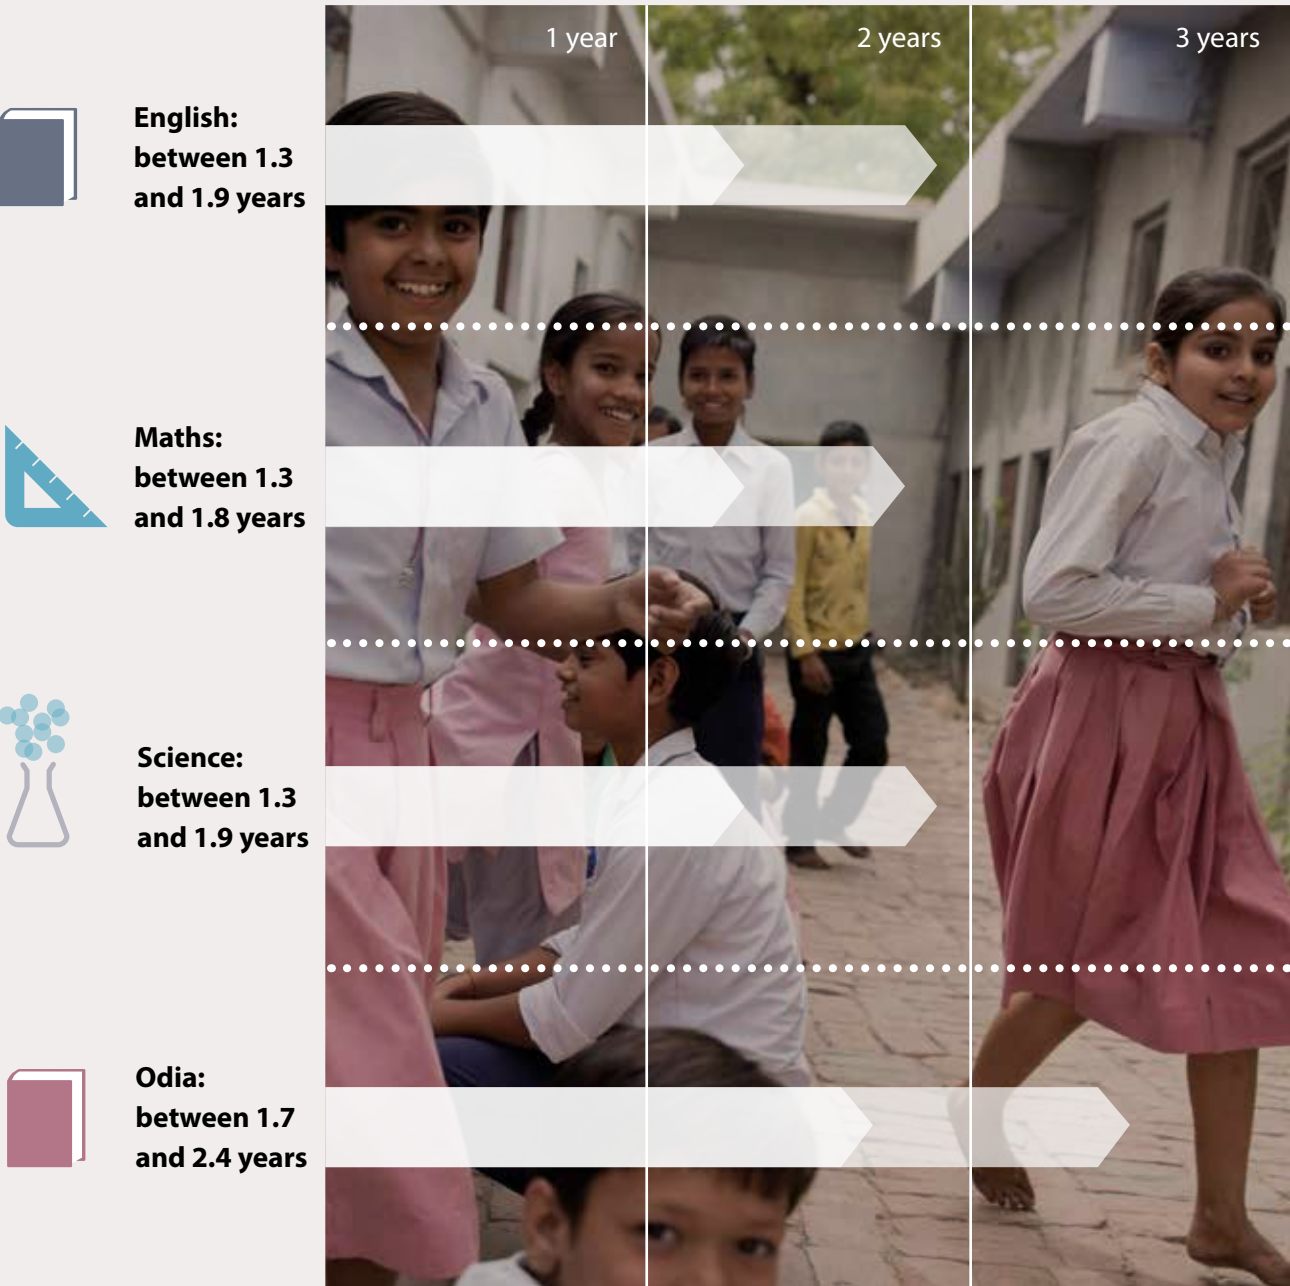 1 year
2 years
3 years
English:
between 1.3
and 1.9 years
Maths:
between 1.3
and 1.8 years
Science:
between 1.3
and 1.9 years
Odia:
between 1.7
and 2.4 years